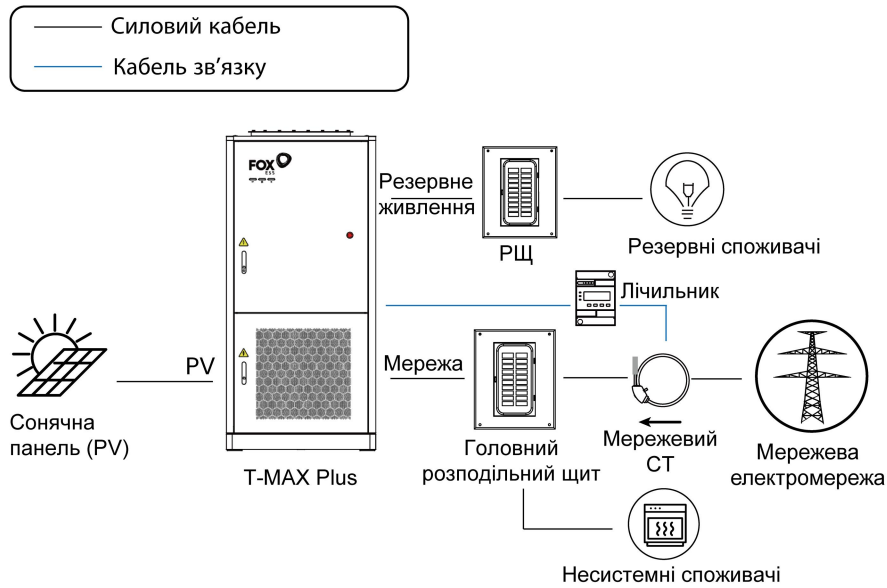 Силовий кабель
Кабель зв'язку
FOX
ESS
Резервне
живлення
РЩ
Резервні споживачі
Лічильник
PV
Мережа
Сонячна
панель (PV)
T-MAX Plus
Головний
розподільний щит
Мережевий
СТ
Мережева
електромережа
Несистемні споживачі